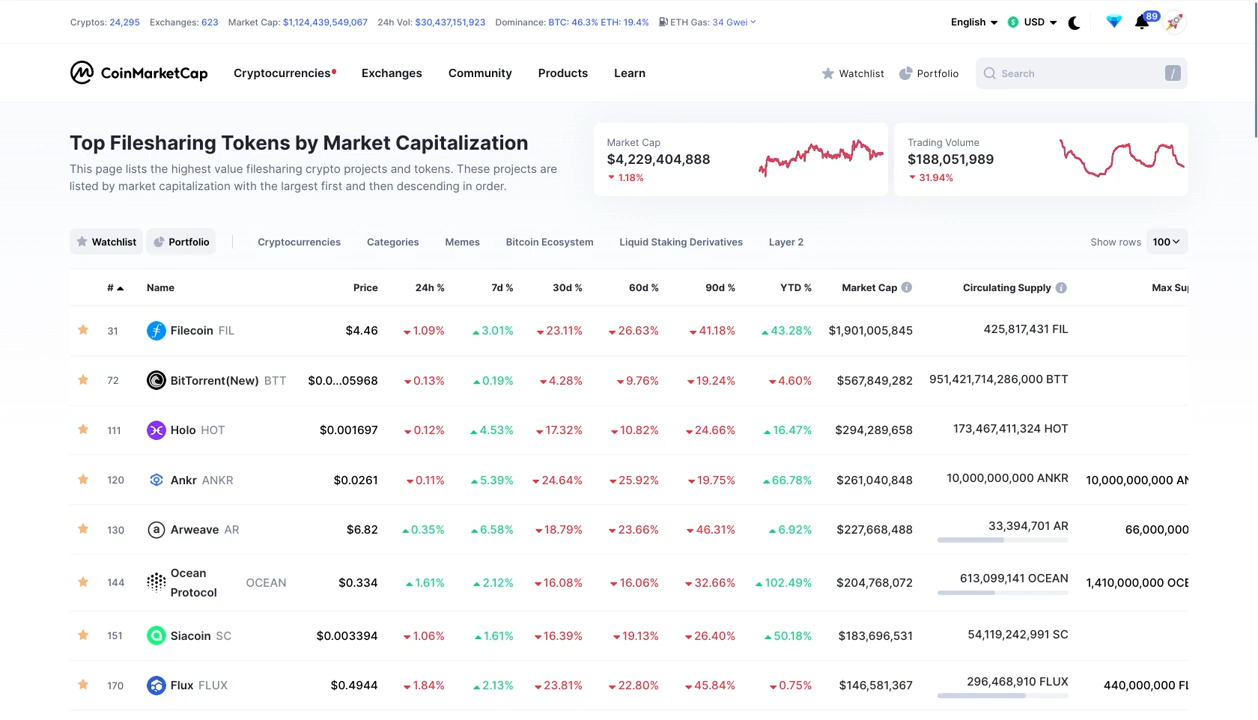 Cryptos: 24,295 Exchanges: 623 Market Cap: $1,124,439,549,067 24h Vol: $30,437,151,923 Dominance: BTC: 46.3% ETH: 19.4% ETH Gas: 34 Gwei English USD 89
CoinMarketCap Cryptocurrencies Exchanges Community Products Learn Watchlist Portfolio Search /
Top Filesharing Tokens by Market Capitalization
This page lists the highest value filesharing crypto projects and tokens. These projects are
listed by market capitalization with the largest first and then descending in order.
Market Cap
$4,229,404,888
1.18%
Trading Volume
$188,051,989
31.94%
Watchlist Portfolio Cryptocurrencies Categories Memes Bitcoin Ecosystem Liquid Staking Derivatives Layer 2 Show rows 100
# Name Price 24h % 7d % 30d % 60d % 90d % YTD % Market Cap Circulating Supply Max Sup
31 Filecoin FIL $4.46 1.09% 3.01% 23.11% 26.63% 41.18% 43.28% $1,901,005,845 425,817,431 FIL
72 BitTorrent(New) BTT $0.0...05968 0.13% 0.19% 4.28% 9.76% 19.24% 4.60% $567,849,282 951,421,714,286,000 BTT
111 Holo HOT $0.001697 0.12% 4.53% 17.32% 10.82% 24.66% 16.47% $294,289,658 173,467,411,324 HOT
120 Ankr ANKR $0.0261 0.11% 5.39% 24.64% 25.92% 19.75% 66.78% $261,040,848 10,000,000,000 ANKR 10,000,000,000 AN
130 Arweave AR $6.82 0.35% 6.58% 18.79% 23.66% 46.31% 6.92% $227,668,488 33,394,701 AR 66,000,000
144 Ocean Protocol OCEAN $0.334 1.61% 2.12% 16.08% 16.06% 32.66% 102.49% $204,768,072 613,099,141 OCEAN 1,410,000,000 OCE
151 Siacoin SC $0.003394 1.06% 1.61% 16.39% 19.13% 26.40% 50.18% $183,696,531 54,119,242,991 SC
170 Flux FLUX $0.4944 1.84% 2.13% 23.81% 22.80% 45.84% 0.75% $146,581,367 296,468,910 FLUX 440,000,000 FL